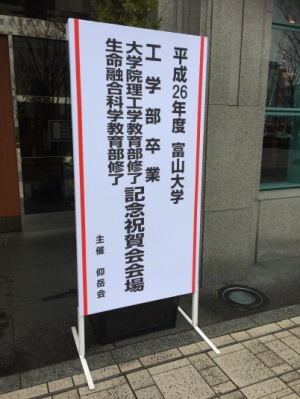 平成26年度 富山大学
工学部卒業
大学院理工学教育部修了
生命融合科学教育部修了
記念祝賀会会場
主催 仰岳会